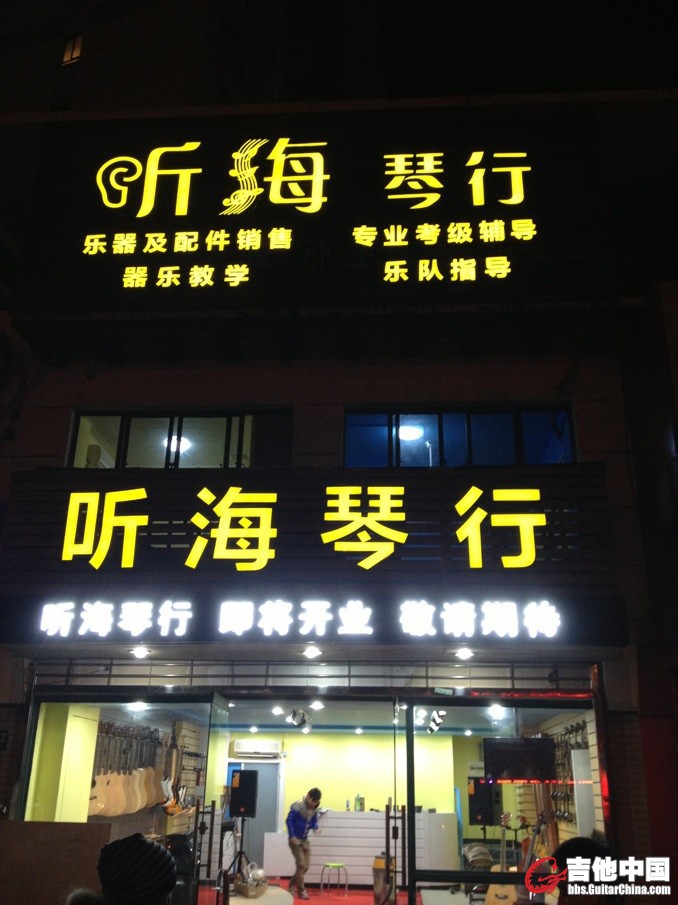 听海 琴行
乐器及配件销售 专业考级辅导
器乐教学 乐队指导
听海琴行
听海琴行 即将开业 敬请期待
吉他中国
bbs.GuitarChina.com